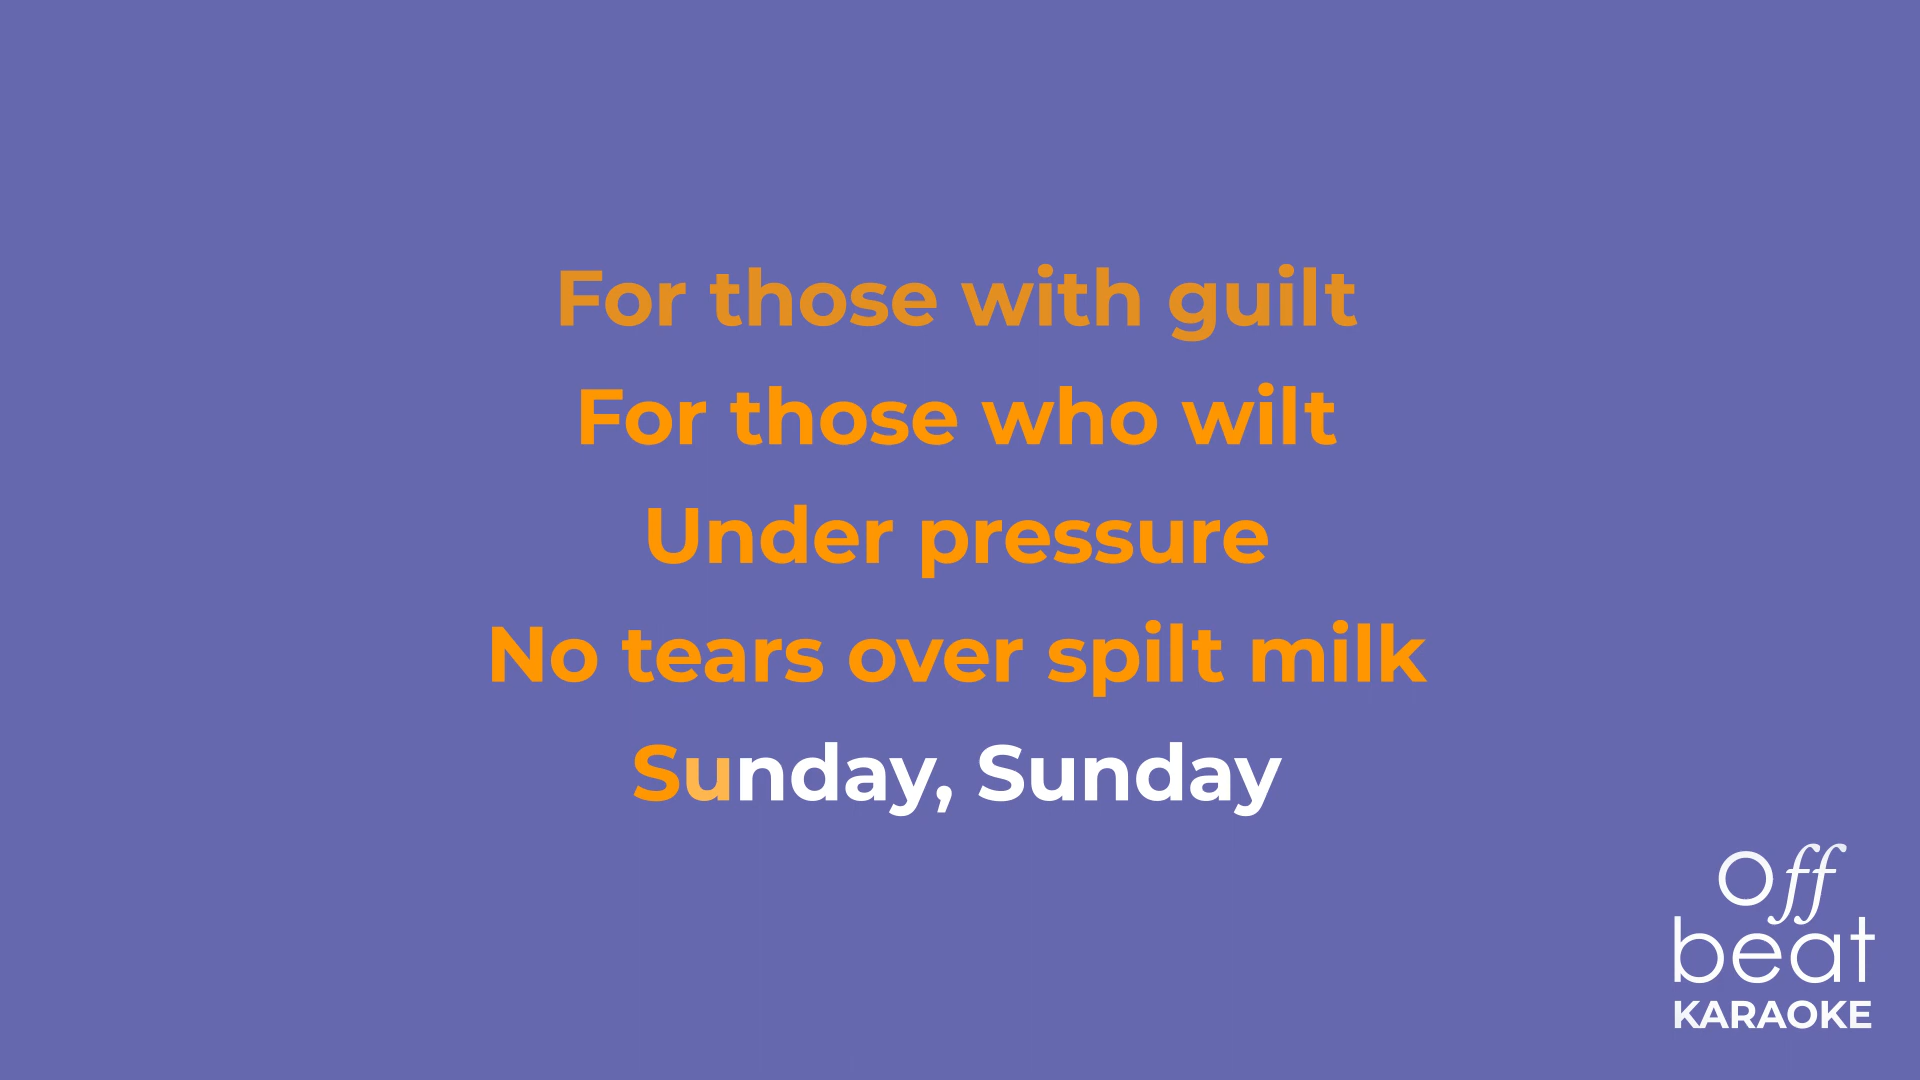 For those with guilt
For those who wilt
Under pressure
No tears over spilt milk
Sunday, Sunday
off
beat
KARAOKE